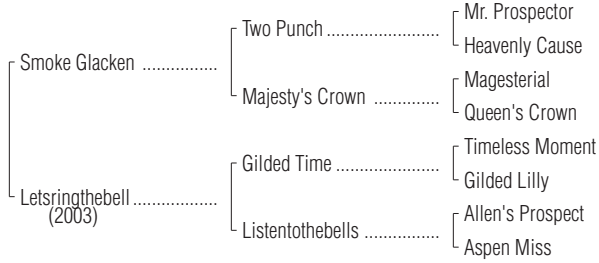 Mr. Prospector
Two Punch ........................
Heavenly Cause
Smoke Glacken ................
Magesterial
Majesty's Crown ..............
Queen's Crown
Timeless Moment
Gilded Time ......................
Gilded Lilly
Letsringthebell ..................
(2003)
Allen's Prospect
Listentothebells ................
Aspen Miss